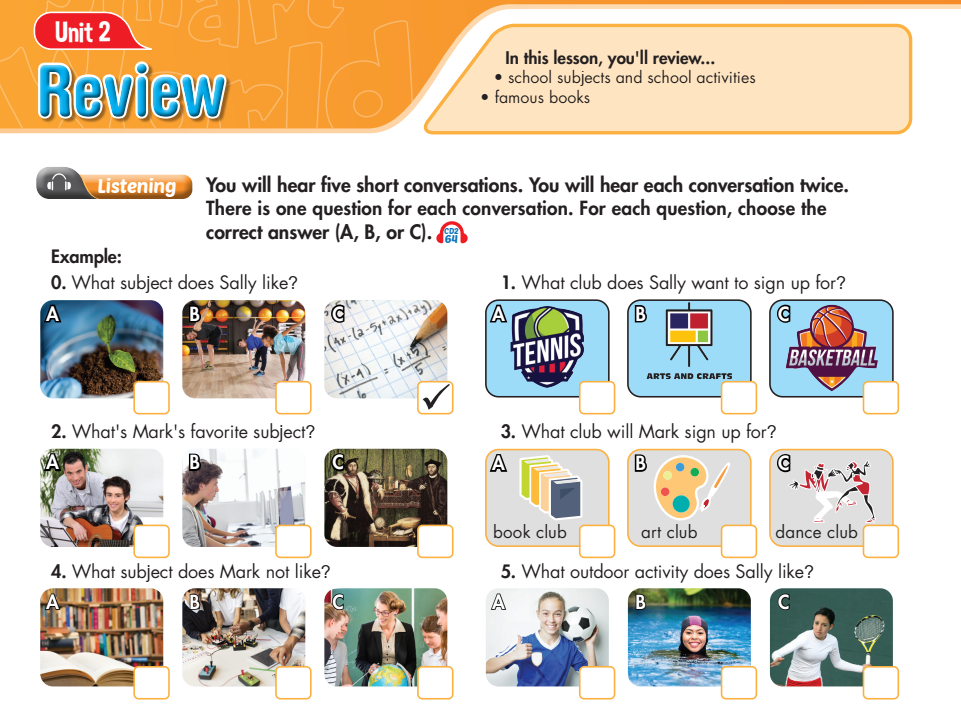 Unit 2
Review
In this lesson, you'll review...
• school subjects and school activities
• famous books
Listening
You will hear five short conversations. You will hear each conversation twice.
There is one question for each conversation. For each question, choose the
correct answer (A, B, or C).
CD2
64
Example:
0. What subject does Sally like?
A
B
C
1. What club does Sally want to sign up for?
A
TENNIS
B
ARTS AND CRAFTS
C
BASKETBALL
2. What's Mark's favorite subject?
A
B
C
3. What club will Mark sign up for?
A
book club
B
art club
C
dance club
4. What subject does Mark not like?
A
B
C
5. What outdoor activity does Sally like?
A
B
C